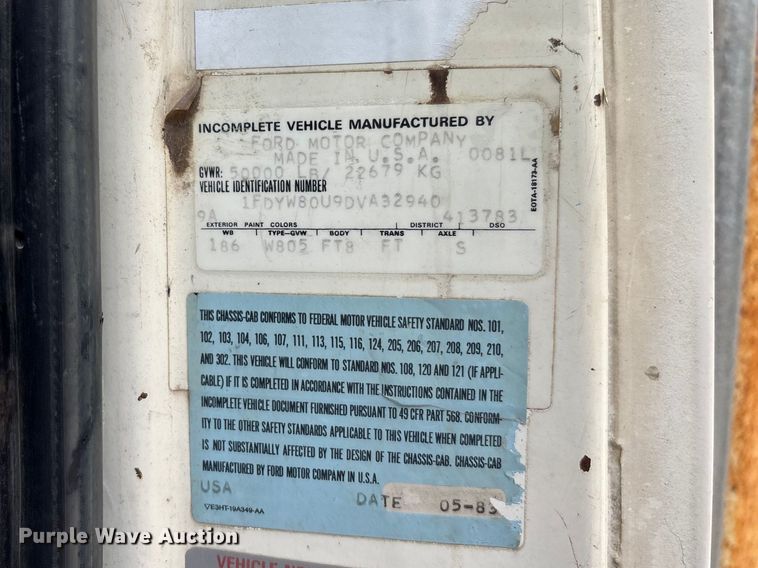 INCOMPLETE VEHICLE MANUFACTURED BY
FORD MOTOR COMPANY
MADE IN U.S.A. 0081L
GVWR: 50000 LB/ 22679 KG
VEHICLE IDENTIFICATION NUMBER
1FDYW80U9DVA32940
9A 413783
EXTERIOR PAINT COLORS DISTRICT DSO
WB TYPE-GVW BODY TRANS AXLE
186 W805 FT8 FT S
EOTA-18173-AA
THIS CHASSIS-CAB CONFORMS TO FEDERAL MOTOR VEHICLE SAFETY STANDARD NOS. 101,
102, 103, 104, 106, 107, 111, 113, 115, 116, 124, 205, 206, 207, 208, 209, 210,
AND 302. THIS VEHICLE WILL CONFORM TO STANDARD NOS. 108, 120 AND 121 (IF APPLI-
CABLE) IF IT IS COMPLETED IN ACCORDANCE WITH THE INSTRUCTIONS CONTAINED IN THE
INCOMPLETE VEHICLE DOCUMENT FURNISHED PURSUANT TO 49 CFR PART 568. CONFORM-
ITY TO THE OTHER SAFETY STANDARDS APPLICABLE TO THIS VEHICLE WHEN COMPLETED
IS NOT SUBSTANTIALLY AFFECTED BY THE DESIGN OF THE CHASSIS-CAB. CHASSIS-CAB
MANUFACTURED BY FORD MOTOR COMPANY IN U.S.A.
USA DATE 05-83
VE3HT-19A349-AA
Purple Wave Auction
VEHICLE